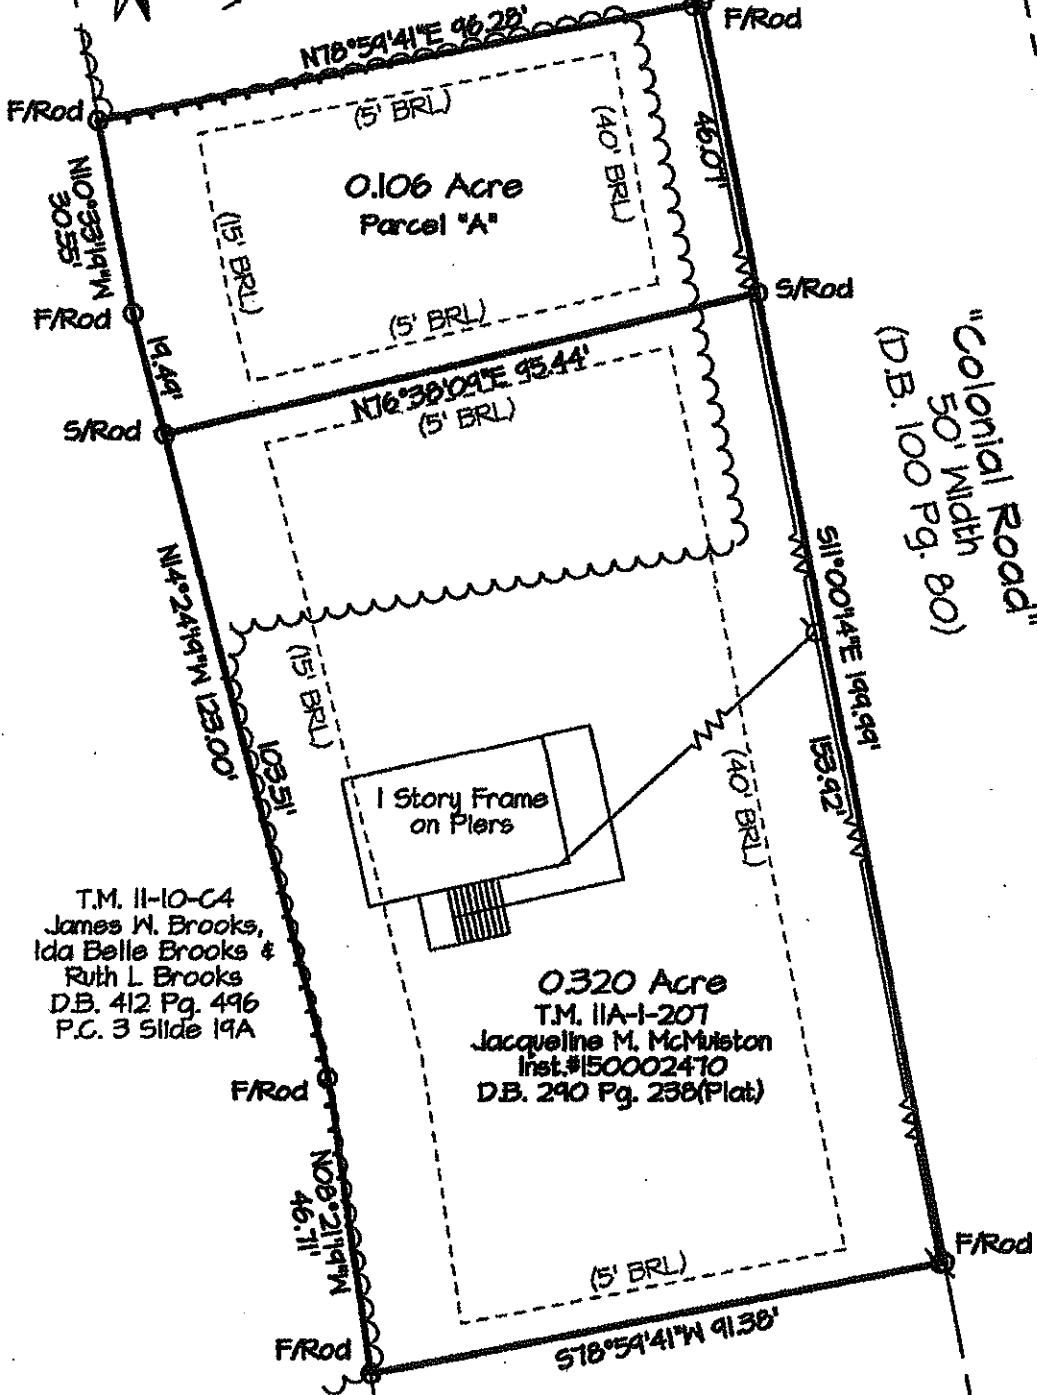 N78°59'41"E 96.28'
F/Rod
F/Rod
(5' BRL)
(40' BRL)
46.07'
0.106 Acre
Parcel "A"
N10°33'19"W
30.55'
(15' BRL)
F/Rod
(5' BRL)
S/Rod
19.49'
N76°38'09"E 95.44'
(5' BRL)
S/Rod
"Colonial Road"
50' Width
(D.B. 100 Pg. 80)
N14°24'19"W 123.00'
S11°00'14"E 199.99'
(15' BRL)
103.51'
153.92'
(40' BRL)
1 Story Frame
on Piers
T.M. 11-10-C4
James W. Brooks,
Ida Belle Brooks &
Ruth L Brooks
D.B. 412 Pg. 496
P.C. 3 Slide 19A
0.320 Acre
T.M. 11A-1-207
Jacqueline M. McMuiston
Inst.#150002470
D.B. 290 Pg. 238(Plat)
F/Rod
N08°21'19"W
46.71'
(5' BRL)
F/Rod
F/Rod
S78°59'41"W 91.38'